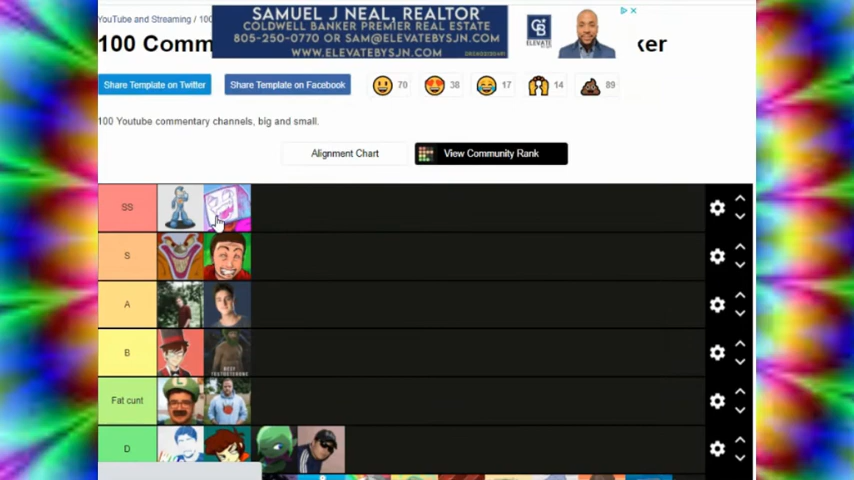 YouTube and Streaming / 100
SAMUEL J NEAL, REALTOR
COLDWELL BANKER PREMIER REAL ESTATE
805-250-0770 OR SAM@ELEVATEBYSJN.COM
WWW.ELEVATEBYSJN.COM
CB
ELEVATE
100 Comm
ker
Share Template on Twitter
Share Template on Facebook
70
38
17
14
89
100 Youtube commentary channels, big and small.
Alignment Chart
View Community Rank
SS
S
A
B
Fat cunt
L
D